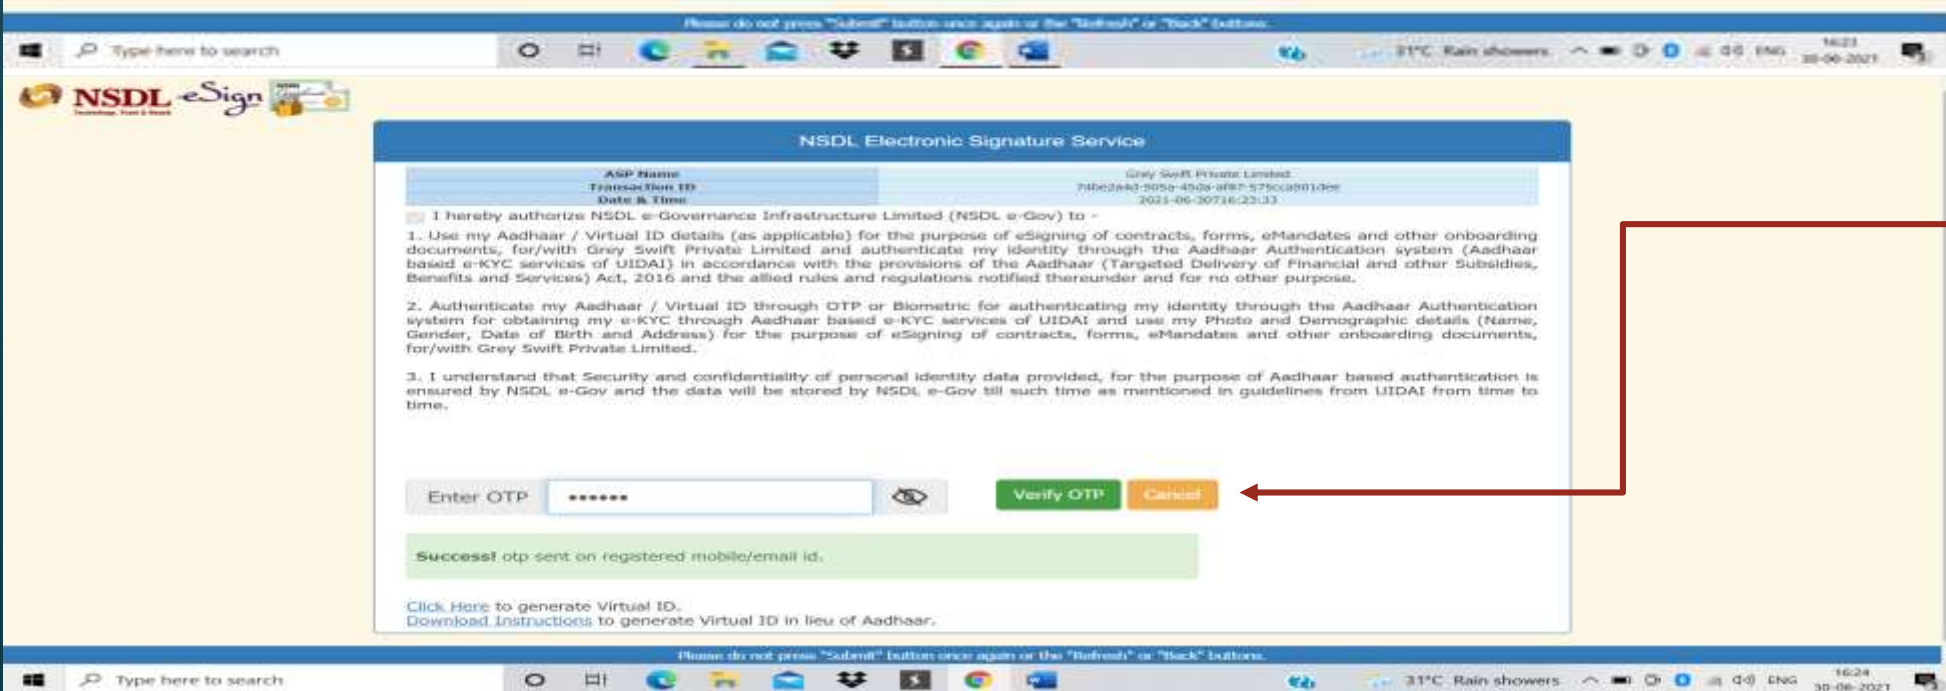 Please do not press "Submit" button once again or the "Refresh" or "Back" buttons.
Type here to search
31°C Rain showers
ENG
16:23
30-06-2021
NSDL eSign
Technology, Trust & Reach
NSDL Electronic Signature Service
ASP Name Grey Swift Private Limited
Transaction ID
Date & Time 2021-06-30T16:23:33
I hereby authorize NSDL e-Governance Infrastructure Limited (NSDL e-Gov) to -
1. Use my Aadhaar / Virtual ID details (as applicable) for the purpose of eSigning of contracts, forms, eMandates and other onboarding
documents, for/with Grey Swift Private Limited and authenticate my identity through the Aadhaar Authentication system (Aadhaar
based e-KYC services of UIDAI) in accordance with the provisions of the Aadhaar (Targeted Delivery of Financial and other Subsidies,
Benefits and Services) Act, 2016 and the allied rules and regulations notified thereunder and for no other purpose.
2. Authenticate my Aadhaar / Virtual ID through OTP or Biometric for authenticating my identity through the Aadhaar Authentication
system for obtaining my e-KYC through Aadhaar based e-KYC services of UIDAI and use my Photo and Demographic details (Name,
Gender, Date of Birth and Address) for the purpose of eSigning of contracts, forms, eMandates and other onboarding documents,
for/with Grey Swift Private Limited.
3. I understand that Security and confidentiality of personal identity data provided, for the purpose of Aadhaar based authentication is
ensured by NSDL e-Gov and the data will be stored by NSDL e-Gov till such time as mentioned in guidelines from UIDAI from time to
time.
Enter OTP
Verify OTP
Cancel
Success! otp sent on registered mobile/email id.
Click Here to generate Virtual ID.
Download Instructions to generate Virtual ID in lieu of Aadhaar.
Please do not press "Submit" button once again or the "Refresh" or "Back" buttons.
Type here to search
31°C Rain showers
ENG
16:24
30-06-2021